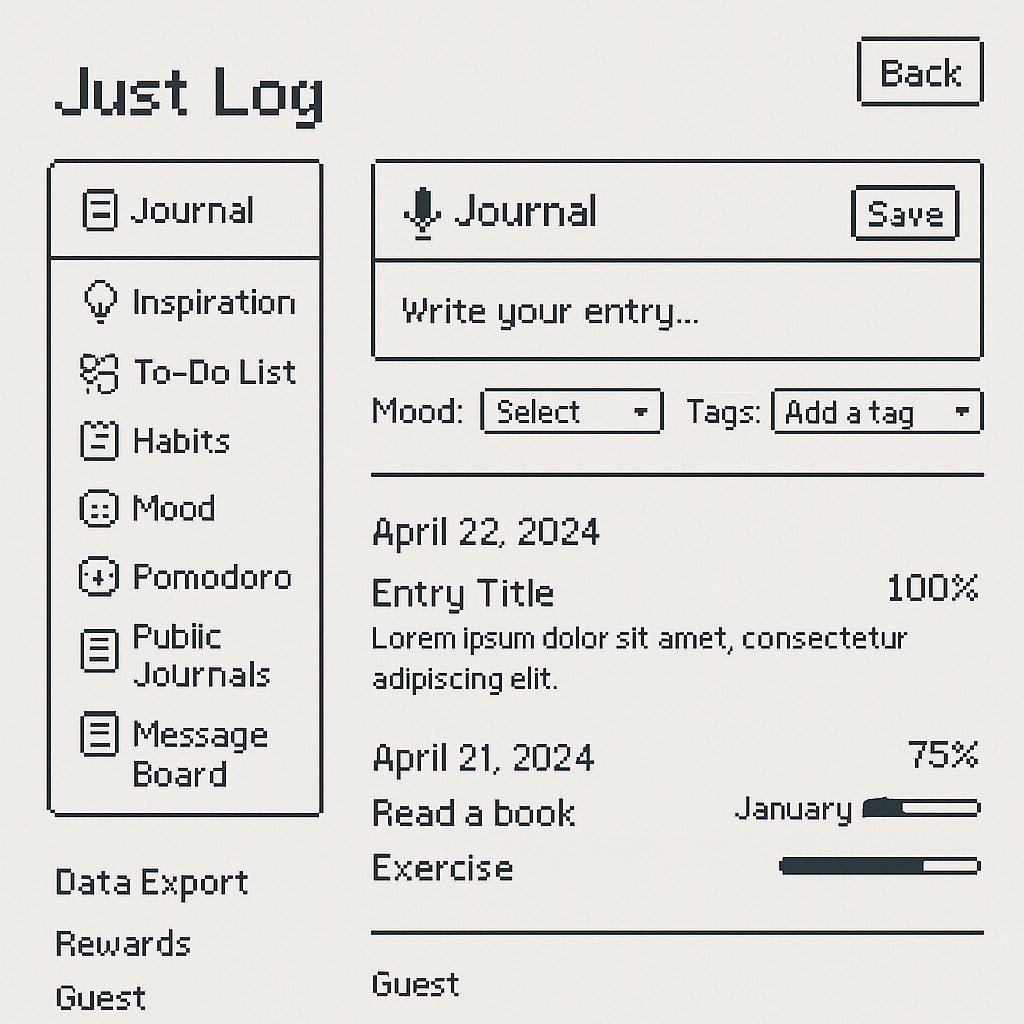 Just Log
Back
Journal
Inspiration
To-Do List
Habits
Mood
Pomodoro
Pubiic
Journals
Message
Board
Data Export
Rewards
Guest
Journal
Save
Write your entry...
Mood: Select
Tags: Add a tag
April 22, 2024
Entry Title 100%
Lorem ipsum dolor sit amet, consectetur
adipiscing elit.
April 21, 2024 75%
Read a book January
Exercise
Guest